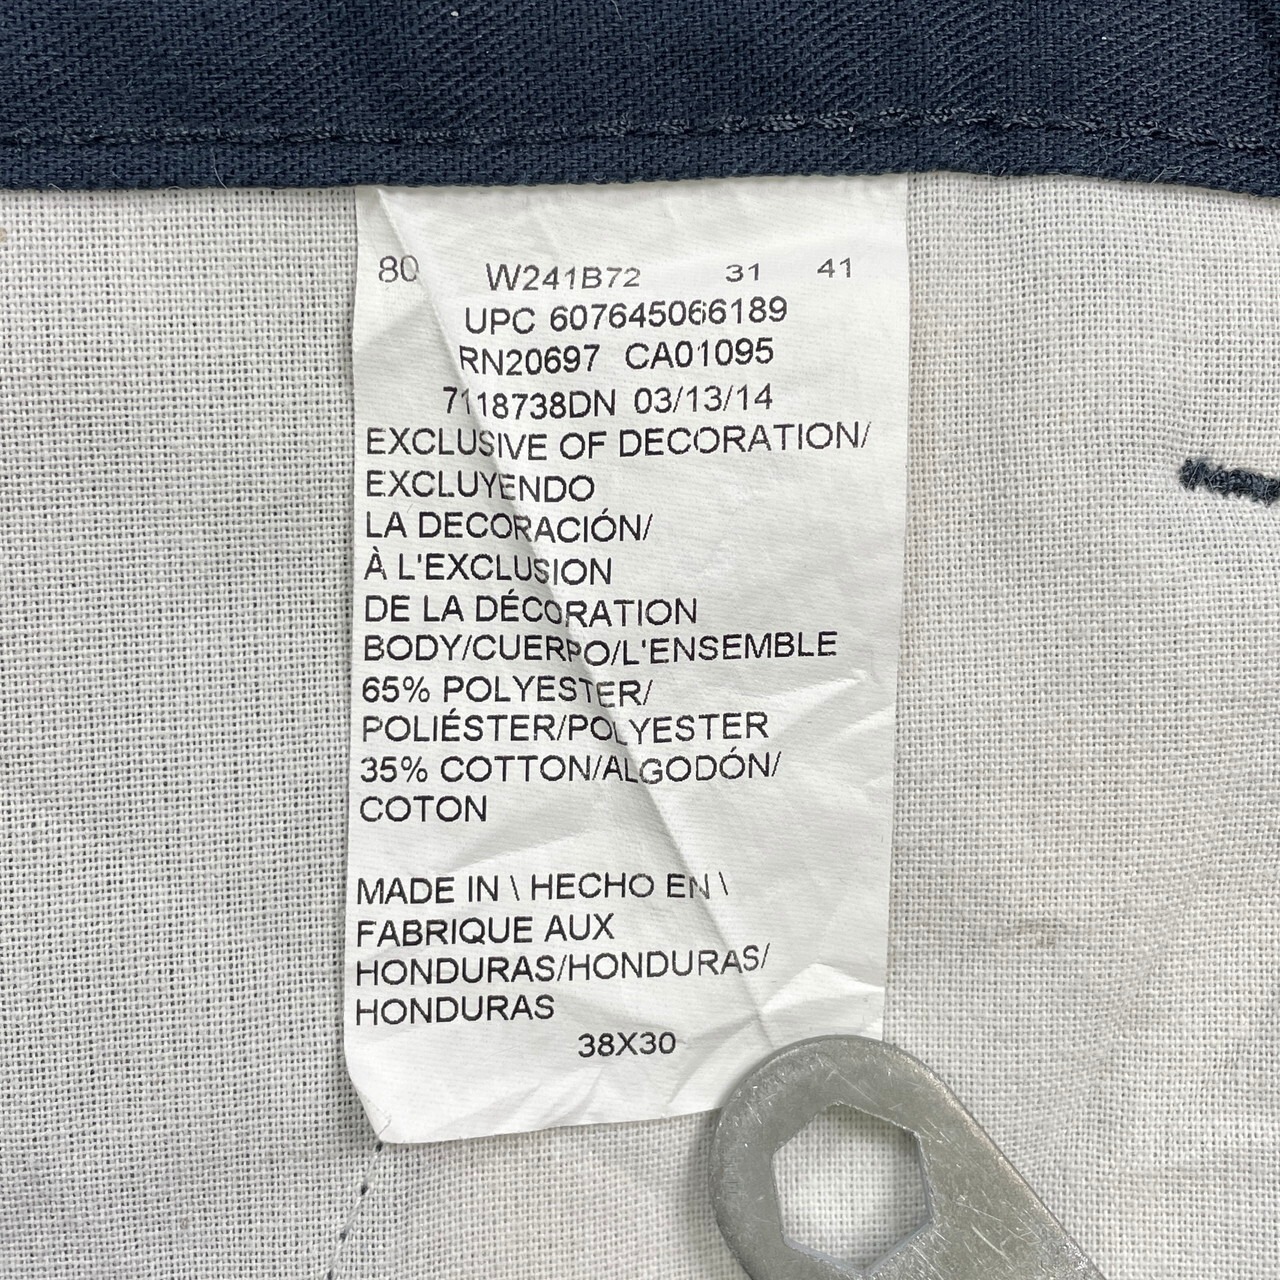 80 W241B72 31 41
UPC 607645066189
RN20697 CA01095
7118738DN 03/13/14
EXCLUSIVE OF DECORATION/
EXCLUYENDO
LA DECORACIÓN/
À L'EXCLUSION
DE LA DÉCORATION
BODY/CUERPO/L'ENSEMBLE
65% POLYESTER/
POLIÉSTER/POLYESTER
35% COTTON/ALGODÓN/
COTON
MADE IN \ HECHO EN \
FABRIQUE AUX
HONDURAS/HONDURAS/
HONDURAS
38X30